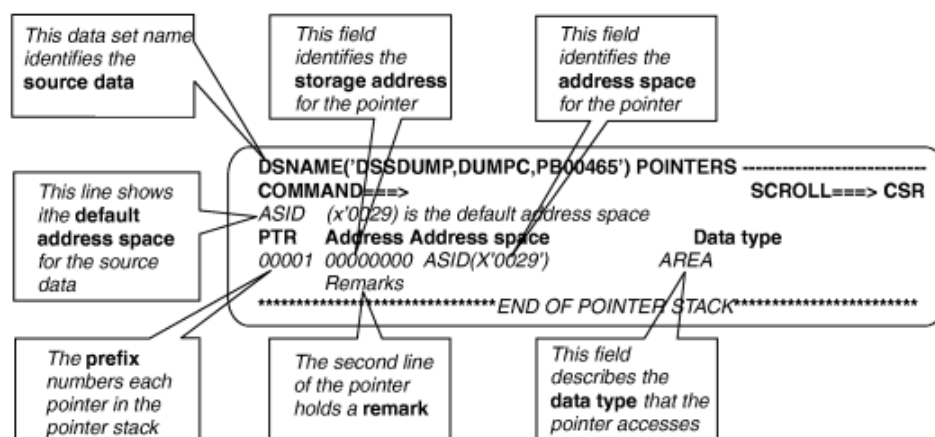 This data set name
identifies the
source data
This field
identifies the
storage address
for the pointer
This field
identifies the
address space
for the pointer
DSNAME('DSSDUMP,DUMPC,PB00465') POINTERS ------------------------------
COMMAND===> SCROLL===> CSR
ASID (x'0029) is the default address space
PTR Address Address space Data type
00001 00000000 ASID(X'0029') AREA
Remarks
********************************END OF POINTER STACK*************************
This line shows
ithe default
address space
for the source
data
The prefix
numbers each
pointer in the
pointer stack
The second line
of the pointer
holds a remark
This field
describes the
data type that the
pointer accesses